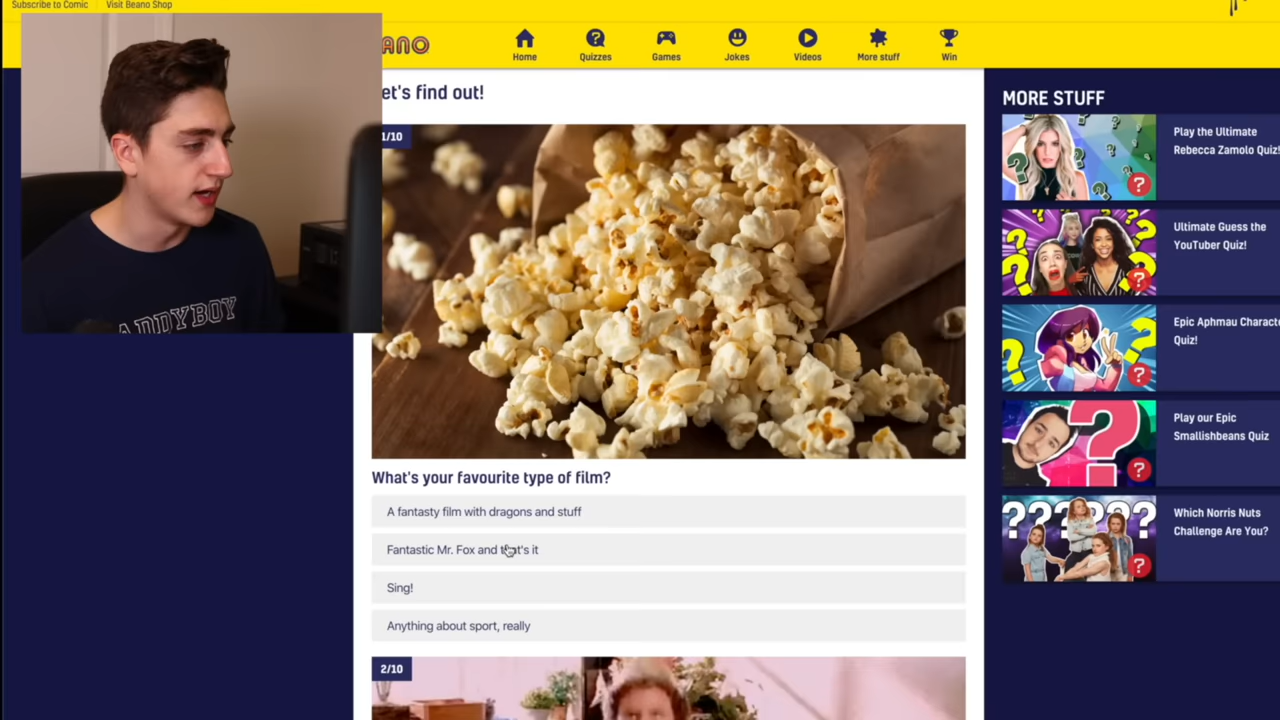 Subscribe to Comic
Visit Beano Shop
ANO
Home
Quizzes
Games
Jokes
Videos
More stuff
Win
et's find out!
1/10
ADDYBOY
What's your favourite type of film?
A fantasy film with dragons and stuff
Fantastic Mr. Fox and that's it
Sing!
Anything about sport, really
2/10
MORE STUFF
Play the Ultimate
Rebecca Zamolo Quiz!
Ultimate Guess the
YouTuber Quiz!
Epic Aphmau Charact
Quiz!
Play our Epic
Smallishbeans Quiz
Which Norris Nuts
Challenge Are You?